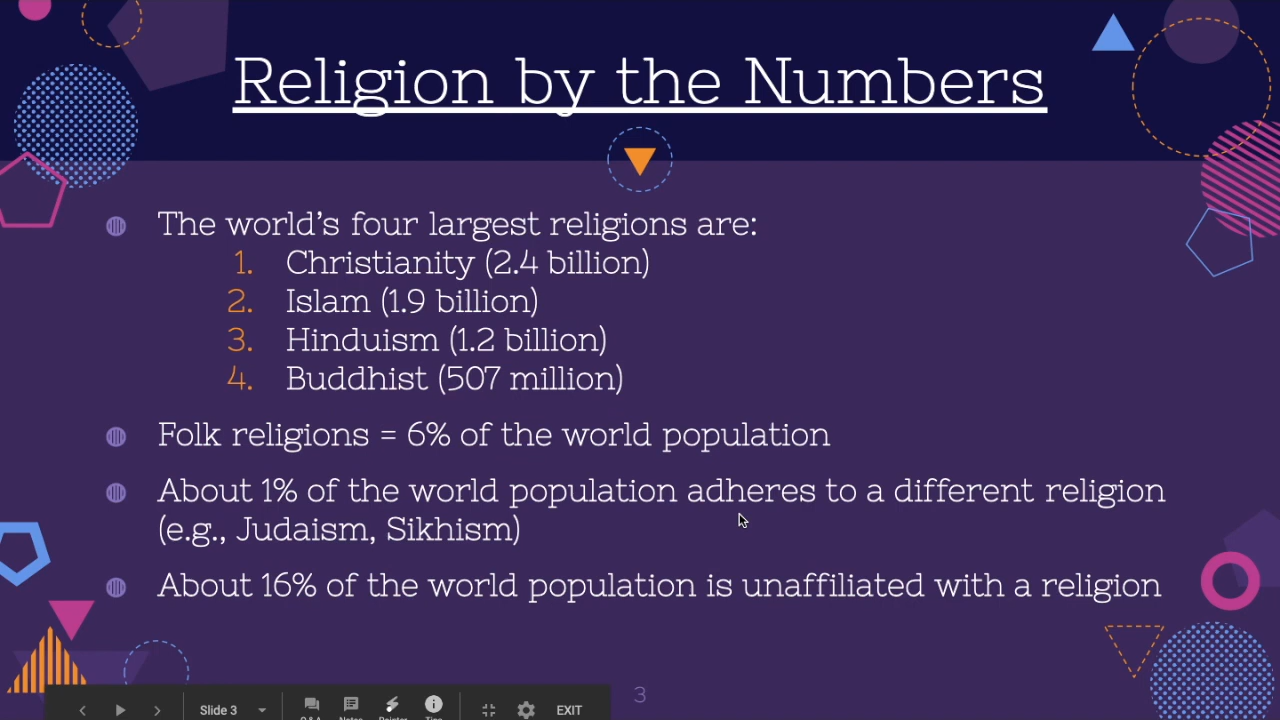 Religion by the Numbers
The world's four largest religions are:
1. Christianity (2.4 billion)
2. Islam (1.9 billion)
3. Hinduism (1.2 billion)
4. Buddhist (507 million)
Folk religions = 6% of the world population
About 1% of the world population adheres to a different religion
(e.g., Judaism, Sikhism)
About 16% of the world population is unaffiliated with a religion
3
Slide 3
EXIT